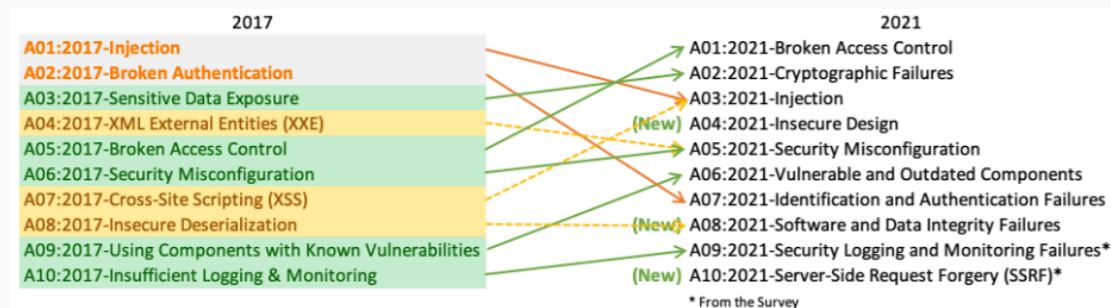 2017
A01:2017-Injection
A02:2017-Broken Authentication
A03:2017-Sensitive Data Exposure
A04:2017-XML External Entities (XXE)
A05:2017-Broken Access Control
A06:2017-Security Misconfiguration
A07:2017-Cross-Site Scripting (XSS)
A08:2017-Insecure Deserialization
A09:2017-Using Components with Known Vulnerabilities
A10:2017-Insufficient Logging & Monitoring
2021
A01:2021-Broken Access Control
A02:2021-Cryptographic Failures
A03:2021-Injection
(New) A04:2021-Insecure Design
A05:2021-Security Misconfiguration
A06:2021-Vulnerable and Outdated Components
A07:2021-Identification and Authentication Failures
(New) A08:2021-Software and Data Integrity Failures
A09:2021-Security Logging and Monitoring Failures*
(New) A10:2021-Server-Side Request Forgery (SSRF)*
* From the Survey